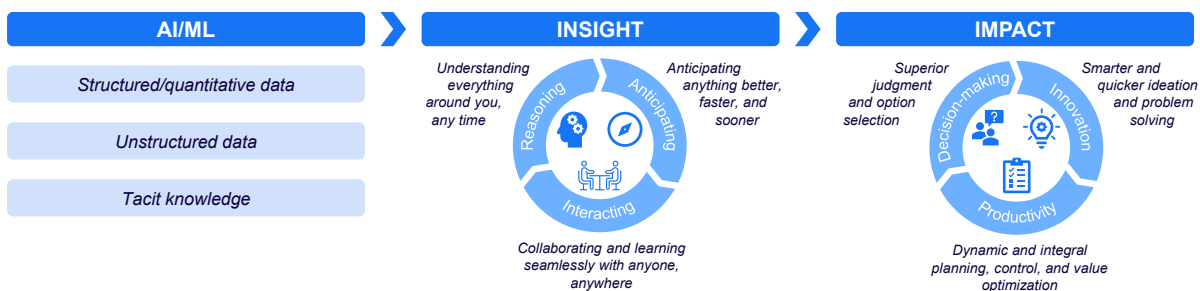 AI/ML
Structured/quantitative data
Unstructured data
Tacit knowledge
INSIGHT
Understanding
everything
around you,
any time
Anticipating
anything better,
faster, and
sooner
Reasoning
Anticipating
Interacting
Collaborating and learning
seamlessly with anyone,
anywhere
IMPACT
Superior
judgment
and option
selection
Smarter and
quicker ideation
and problem
solving
Decision-making
Innovation
?
Productivity
Dynamic and integral
planning, control, and value
optimization